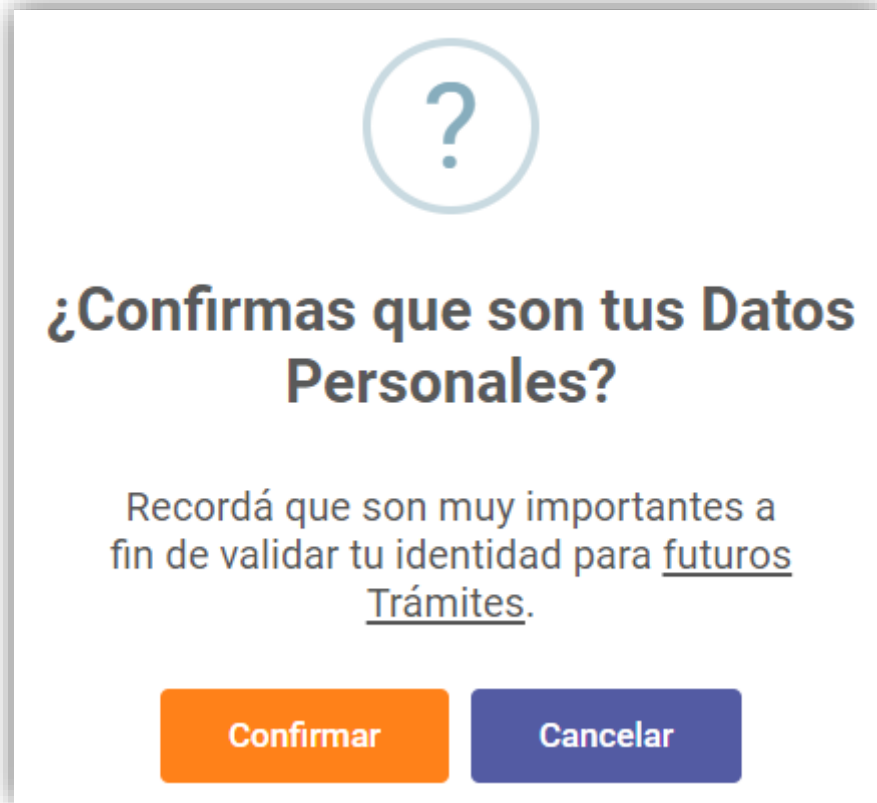 ?
¿Confirmas que son tus Datos
Personales?
Recordá que son muy importantes a
fin de validar tu identidad para futuros
Trámites.
Confirmar
Cancelar